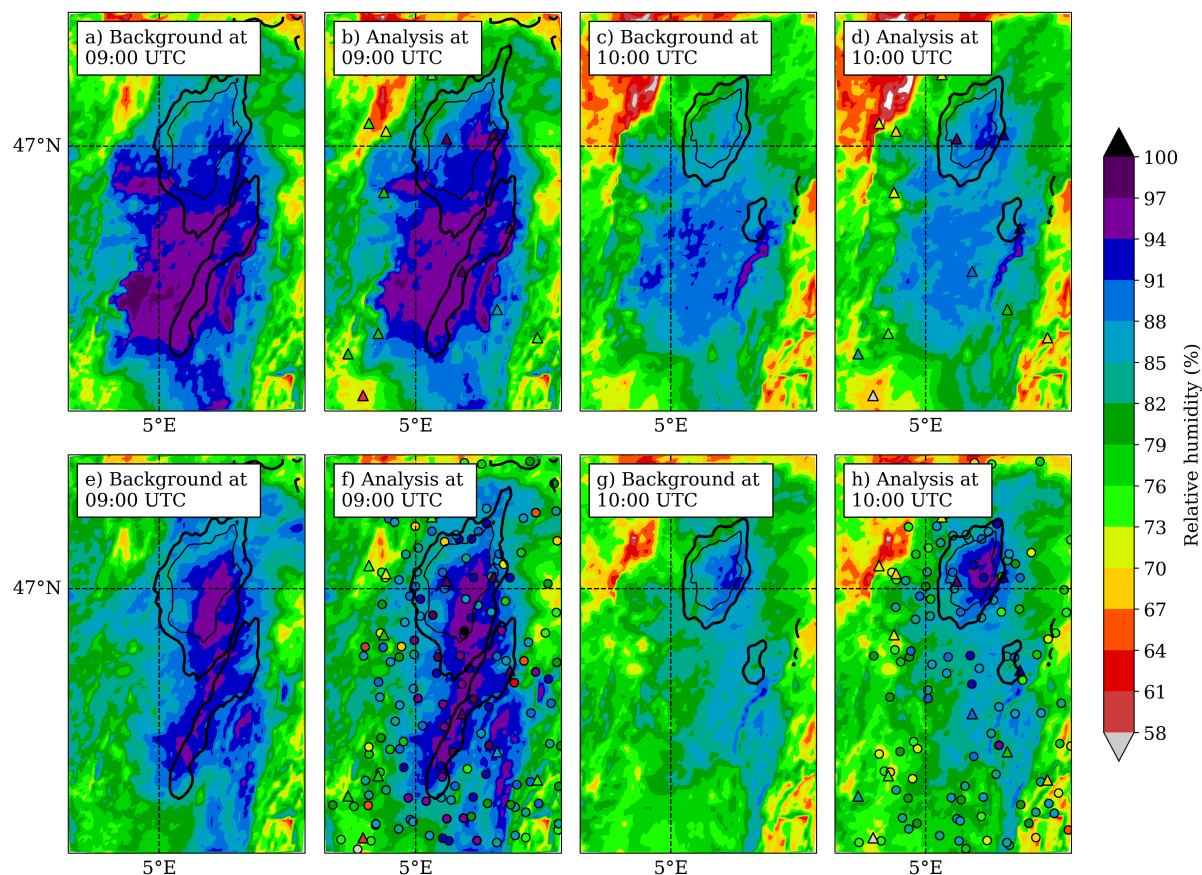 a) Background at
09:00 UTC
b) Analysis at
09:00 UTC
c) Background at
10:00 UTC
d) Analysis at
10:00 UTC
47°N
5°E
5°E
5°E
5°E
e) Background at
09:00 UTC
f) Analysis at
09:00 UTC
g) Background at
10:00 UTC
h) Analysis at
10:00 UTC
47°N
5°E
5°E
5°E
5°E
100
97
94
91
88
85
82
79
76
73
70
67
64
61
58
Relative humidity (%)